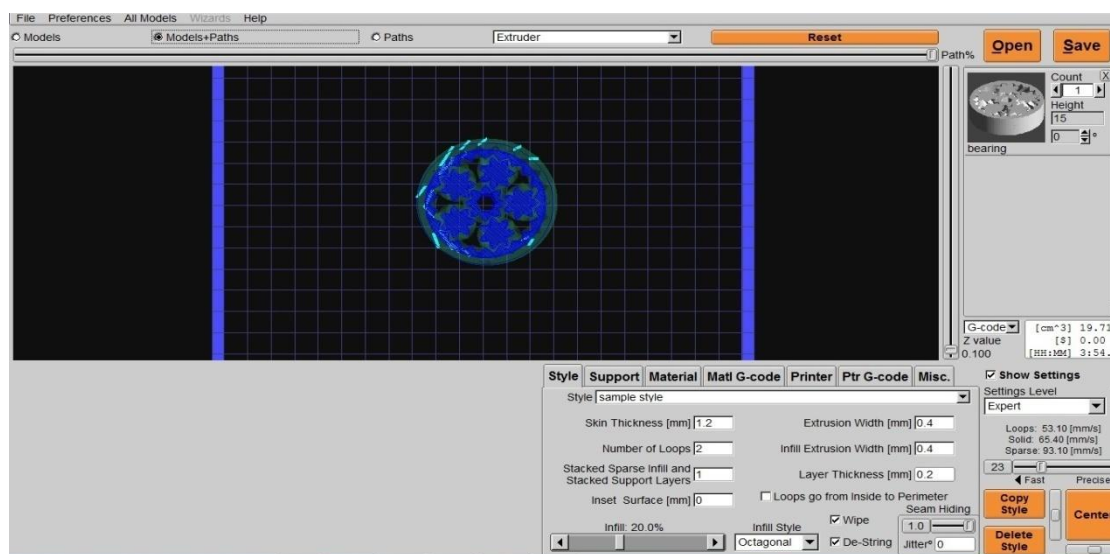 File Preferences All Models Wizards Help
Models Models+Paths Paths Extruder Reset Path% Open Save
Count X
1
Height
15
0 °
bearing
G-code [cm^3] 19.71
Z value [$] 0.00
0.100 [HH:MM] 3:54.
Style Support Material Matl G-code Printer Ptr G-code Misc. Show Settings
Style sample style Settings Level
Expert
Skin Thickness [mm] 1.2 Extrusion Width [mm] 0.4
Loops: 53.10 [mm/s]
Solid: 65.40 [mm/s]
Sparse: 93.10 [mm/s]
Number of Loops 2 Infill Extrusion Width [mm] 0.4
Stacked Sparse Infill and
Stacked Support Layers 1 Layer Thickness [mm] 0.2
23
Fast Precise
Inset Surface [mm] 0 Loops go from Inside to Perimeter
Seam Hiding
Infill: 20.0% Infill Style Wipe 1.0
Octagonal De-String Jitter° 0
Copy
Style
Cente
Delete
Style